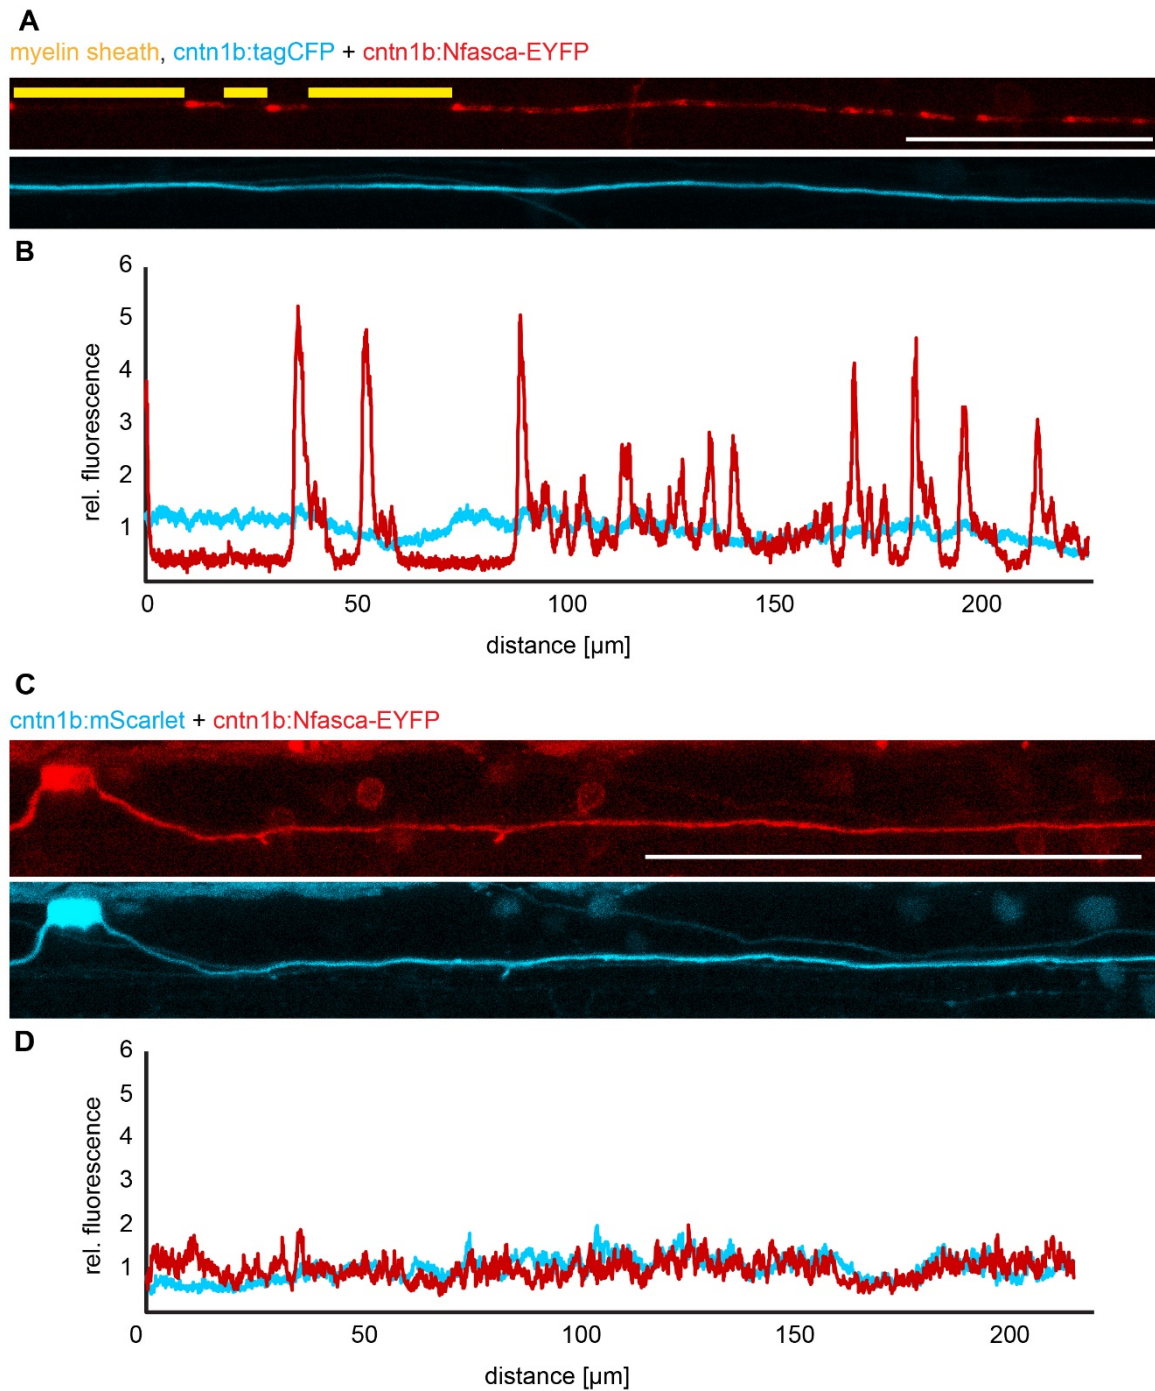 A
myelin sheath, cntn1b:tagCFP + cntn1b:Nfasca-EYFP
B
6
5
4
3
2
1
rel. fluorescence
0 50 100 150 200
distance [µm]
C
cntn1b:mScarlet + cntn1b:Nfasca-EYFP
D
6
5
4
3
2
1
rel. fluorescence
0 50 100 150 200
distance [µm]